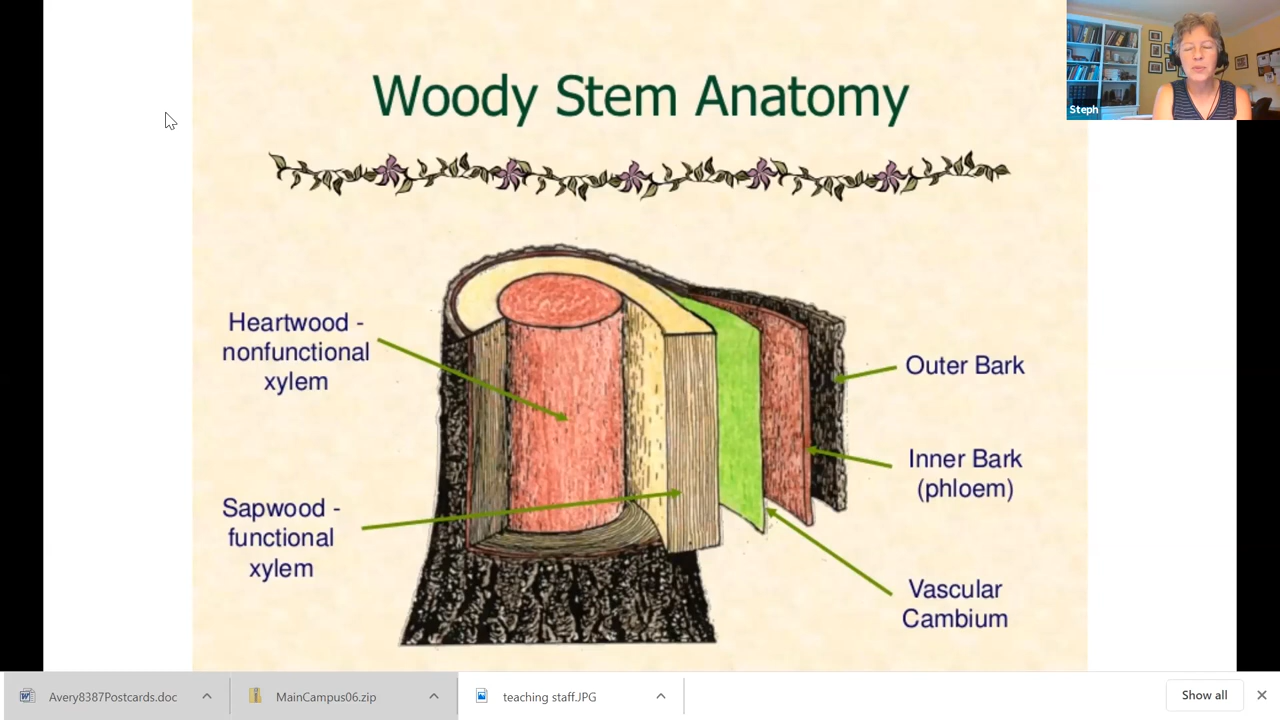 Woody Stem Anatomy
Steph
Heartwood -
nonfunctional
xylem
Sapwood -
functional
xylem
Outer Bark
Inner Bark
(phloem)
Vascular
Cambium
Avery8387Postcards.doc
MainCampus06.zip
teaching staff.JPG
Show all